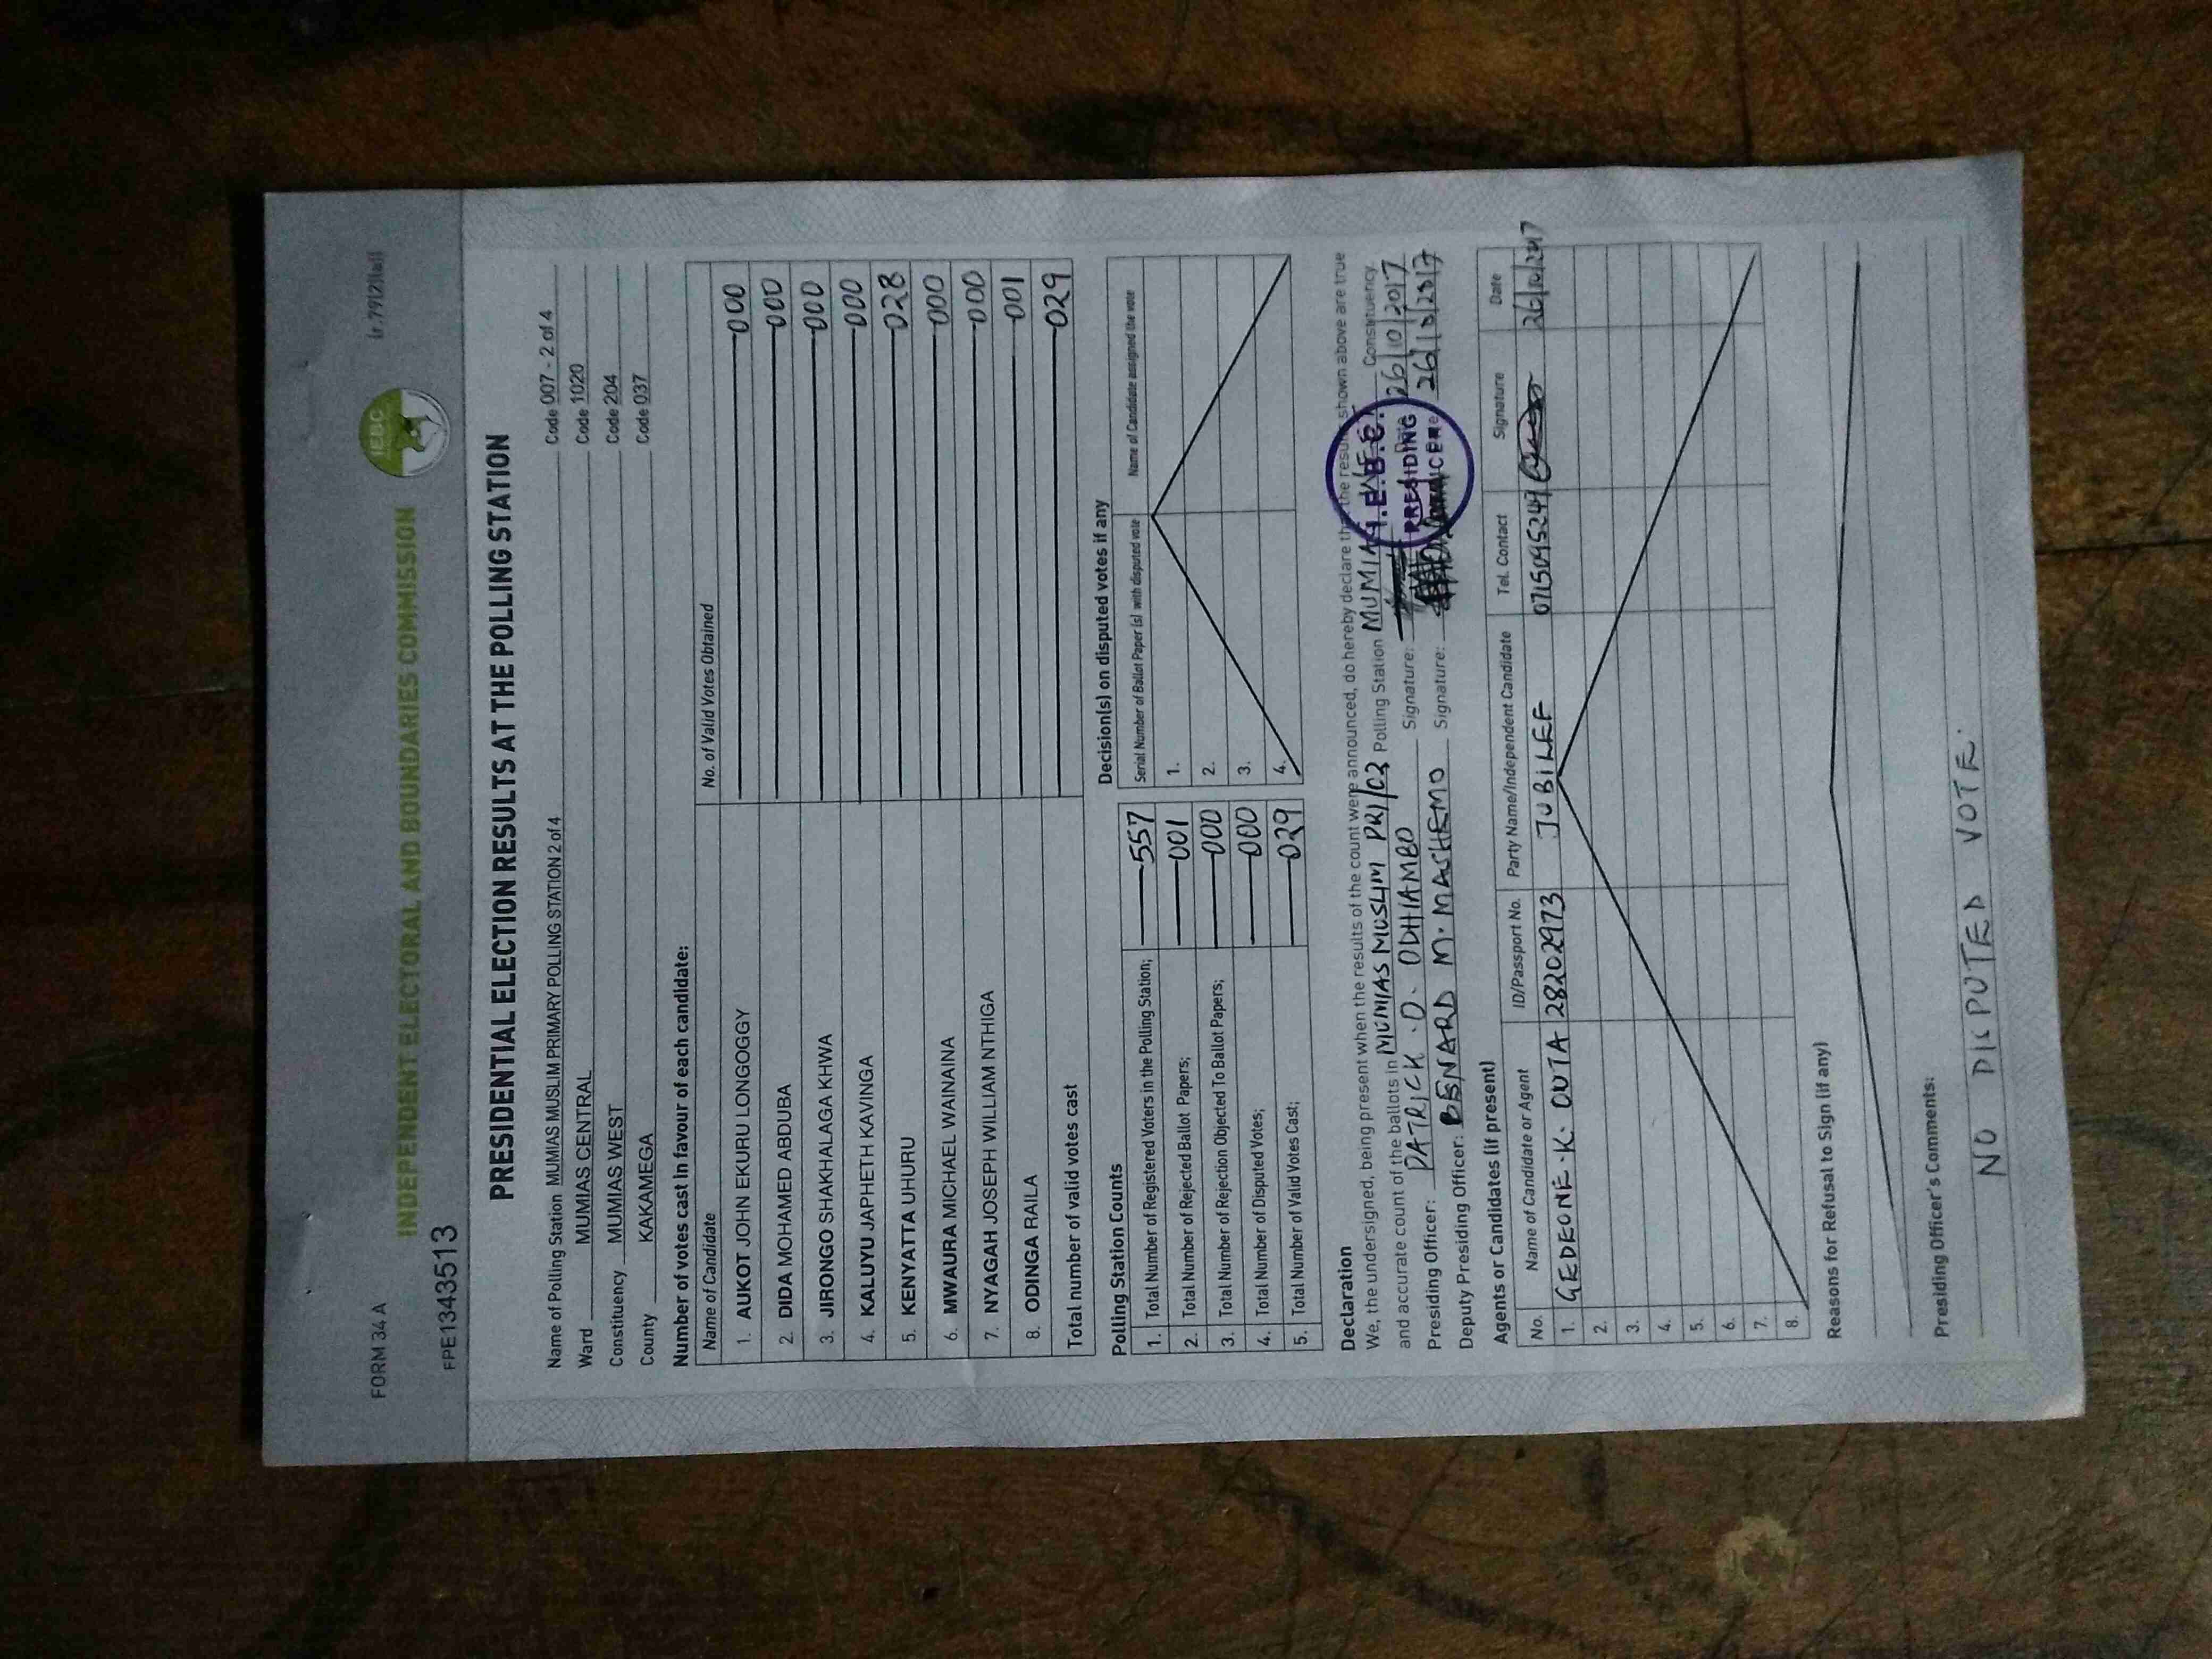 FORM 34 A
(r.79(2)(a))
INDEPENDENT ELECTORAL AND BOUNDARIES COMMISSION
IEBC
FPE1343513
PRESIDENTIAL ELECTION RESULTS AT THE POLLING STATION
Name of Polling Station MUMIAS MUSLIM PRIMARY POLLING STATION 2 of 4 Code 007 - 2 of 4
Ward MUMIAS CENTRAL Code 1020
Constituency MUMIAS WEST Code 204
County KAKAMEGA Code 037
Number of votes cast in favour of each candidate:
Name of Candidate No. of Valid Votes Obtained
1. AUKOT JOHN EKURU LONGOGGY 000
2. DIDA MOHAMED ABDUBA 000
3. JIRONGO SHAKHALAGA KHWA 000
4. KALUYU JAPHETH KAVINGA 000
5. KENYATTA UHURU 028
6. MWAURA MICHAEL WAINAINA 000
7. NYAGAH JOSEPH WILLIAM NTHIGA 000
8. ODINGA RAILA 001
Total number of valid votes cast 029
Polling Station Counts
1. Total Number of Registered Voters in the Polling Station; 557
2. Total Number of Rejected Ballot Papers; 001
3. Total Number of Rejection Objected To Ballot Papers; 000
4. Total Number of Disputed Votes; 000
5. Total Number of Valid Votes Cast; 029
Decision(s) on disputed votes if any
Serial Number of Ballot Paper (s) with disputed vote Name of Candidate assigned the vote
1.
2.
3.
4.
Declaration
We, the undersigned, being present when the results of the count were announced, do hereby declare that the results shown above are true
and accurate count of the ballots in MUMIAS MUSLIM PRI/02 Polling Station MUMIAS Constituency.
Presiding Officer: PATRICK . O. ODHIAMBO Signature: 26/10/2017
Deputy Presiding Officer: BENARD M. MACHEMO Signature: 26/10/2017
I.E.B.C.
PRESIDING
Agents or Candidates (if present)
No. Name of Candidate or Agent ID/Passport No. Party Name/Independent Candidate Tel. Contact Signature Date
1. GEDEONE.K. OUTA 28202973 JUBILEE 0715095249 26/10/2017
2.
3.
4.
5.
6.
7.
8.
Reasons for Refusal to Sign (if any)
Presiding Officer's Comments:
NO DISPUTED VOTE.